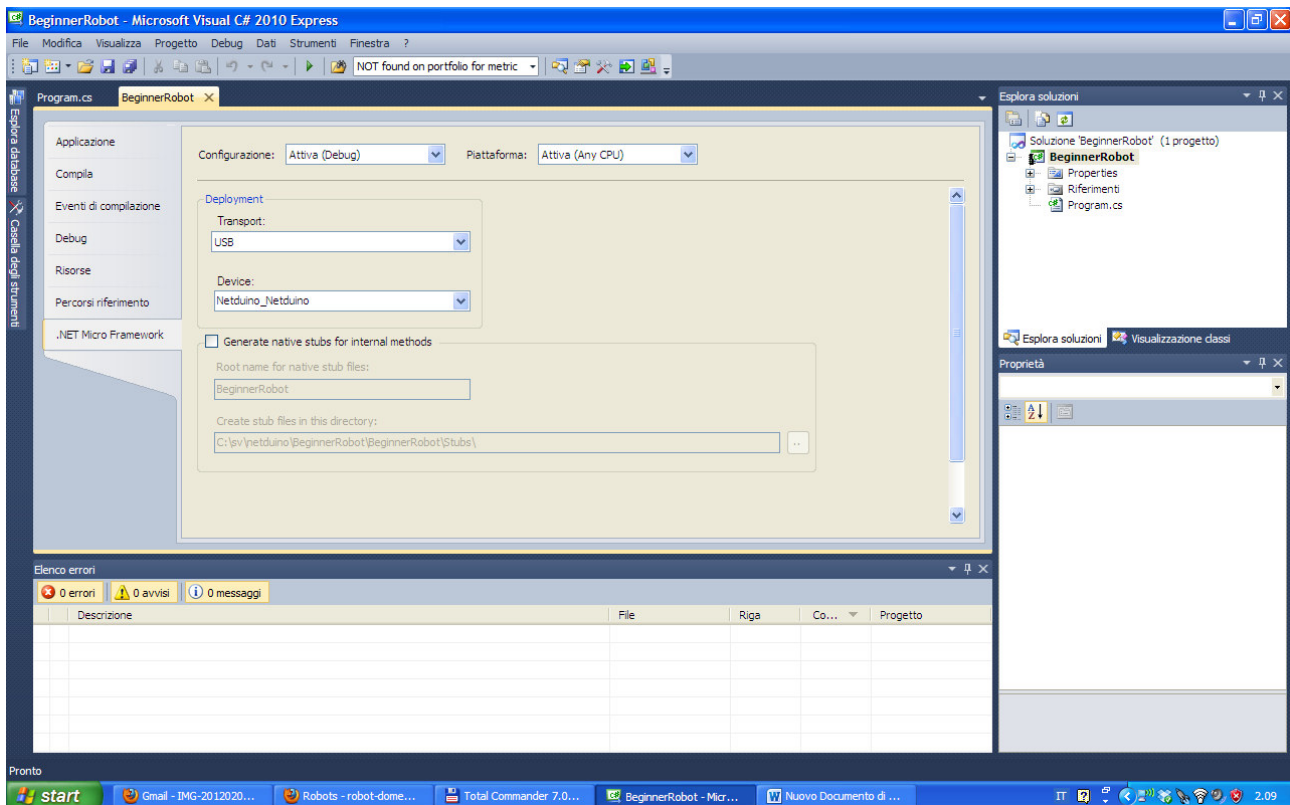 BeginnerRobot - Microsoft Visual C# 2010 Express
File Modifica Visualizza Progetto Debug Dati Strumenti Finestra ?
NOT found on portfolio for metric
Esplora database
Casella degli strumenti
Program.cs BeginnerRobot
Applicazione
Compila
Eventi di compilazione
Debug
Risorse
Percorsi riferimento
.NET Micro Framework
Configurazione: Attiva (Debug) Piattaforma: Attiva (Any CPU)
Deployment
Transport:
USB
Device:
Netduino_Netduino
Generate native stubs for internal methods
Root name for native stub files:
BeginnerRobot
Create stub files in this directory:
C:\sv\netduino\BeginnerRobot\BeginnerRobot\Stubs\
..
Esplora soluzioni
Soluzione 'BeginnerRobot' (1 progetto)
BeginnerRobot
Properties
Riferimenti
Program.cs
Esplora soluzioni Visualizzazione classi
Proprietà
Elenco errori
0 errori 0 avvisi 0 messaggi
Descrizione File Riga Co... Progetto
Pronto
start Gmail - IMG-2012020... Robots - robot-dome... Total Commander 7.0... BeginnerRobot - Micr... Nuovo Documento di ... IT 2.09